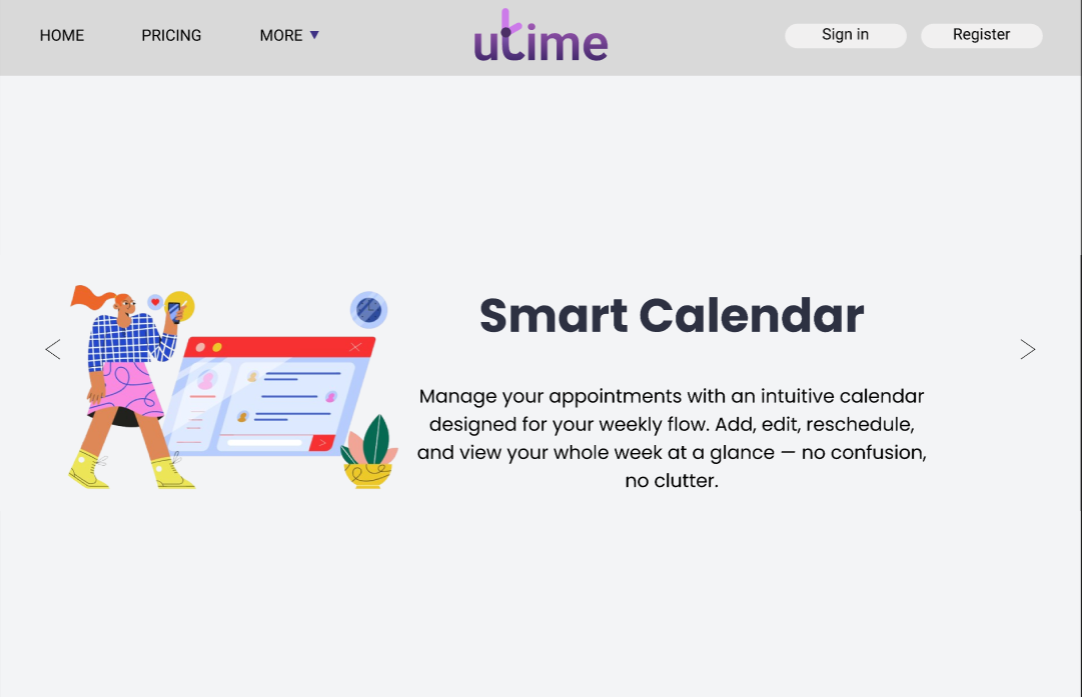 HOME
PRICING
MORE ▼
utime
Sign in
Register
Smart Calendar
Manage your appointments with an intuitive calendar
designed for your weekly flow. Add, edit, reschedule,
and view your whole week at a glance — no confusion,
no clutter.